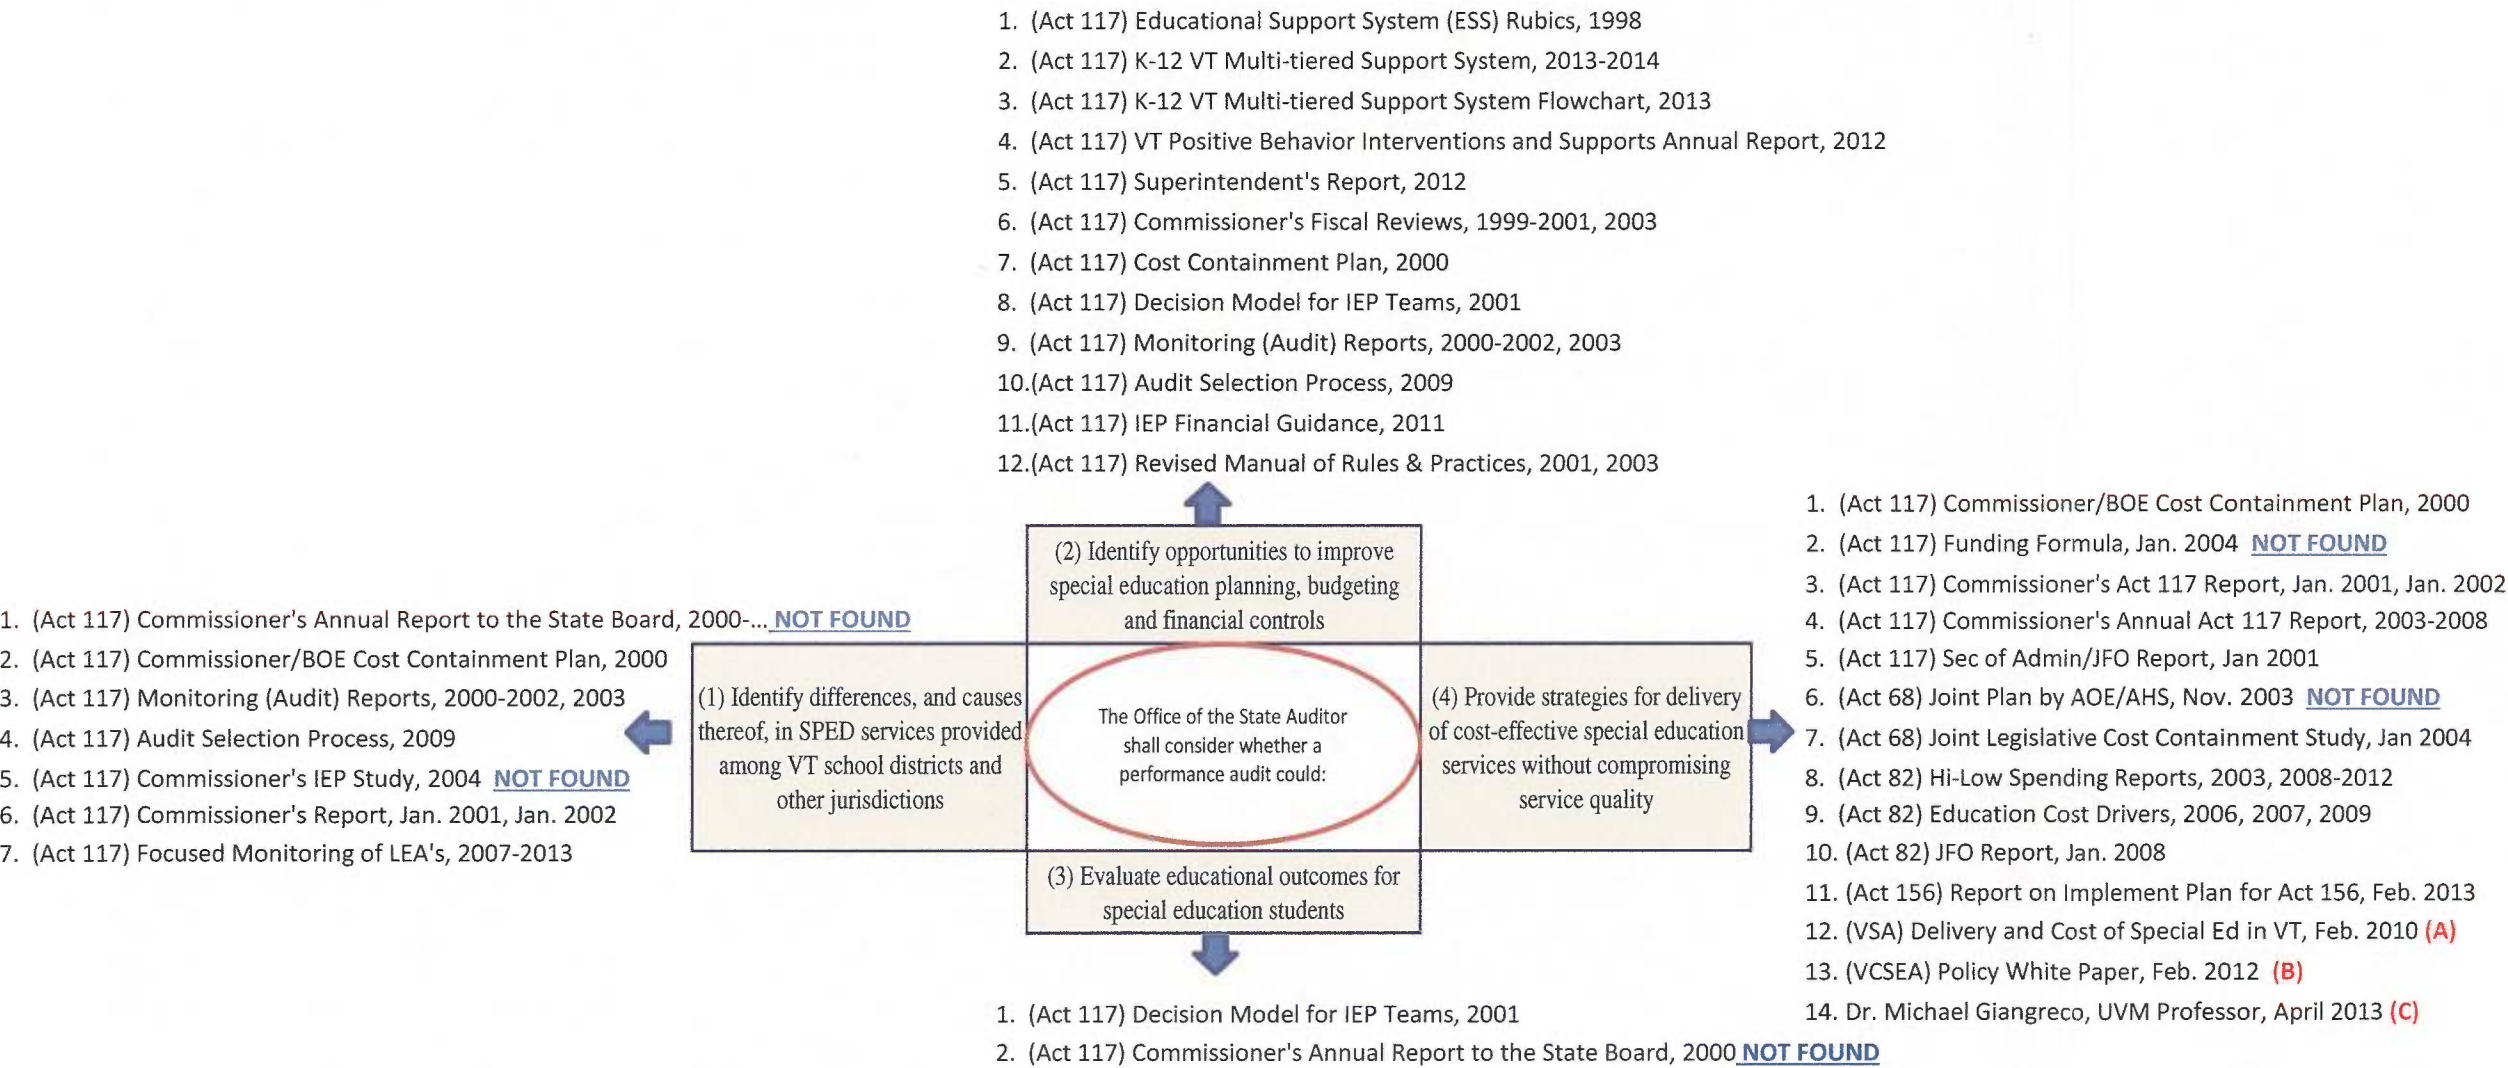 1. (Act 117) Educational Support System (ESS) Rubics, 1998
2. (Act 117) K-12 VT Multi-tiered Support System, 2013-2014
3. (Act 117) K-12 VT Multi-tiered Support System Flowchart, 2013
4. (Act 117) VT Positive Behavior Interventions and Supports Annual Report, 2012
5. (Act 117) Superintendent's Report, 2012
6. (Act 117) Commissioner's Fiscal Reviews, 1999-2001, 2003
7. (Act 117) Cost Containment Plan, 2000
8. (Act 117) Decision Model for IEP Teams, 2001
9. (Act 117) Monitoring (Audit) Reports, 2000-2002, 2003
10.(Act 117) Audit Selection Process, 2009
11.(Act 117) IEP Financial Guidance, 2011
12.(Act 117) Revised Manual of Rules & Practices, 2001, 2003
(2) Identify opportunities to improve
special education planning, budgeting
and financial controls
1. (Act 117) Commissioner's Annual Report to the State Board, 2000-... NOT FOUND
2. (Act 117) Commissioner/BOE Cost Containment Plan, 2000
3. (Act 117) Monitoring (Audit) Reports, 2000-2002, 2003
4. (Act 117) Audit Selection Process, 2009
5. (Act 117) Commissioner's IEP Study, 2004 NOT FOUND
6. (Act 117) Commissioner's Report, Jan. 2001, Jan. 2002
7. (Act 117) Focused Monitoring of LEA's, 2007-2013
(1) Identify differences, and causes
thereof, in SPED services provided
among VT school districts and
other jurisdictions
The Office of the State Auditor
shall consider whether a
performance audit could:
(4) Provide strategies for delivery
of cost-effective special education
services without compromising
service quality
1. (Act 117) Commissioner/BOE Cost Containment Plan, 2000
2. (Act 117) Funding Formula, Jan. 2004 NOT FOUND
3. (Act 117) Commissioner's Act 117 Report, Jan. 2001, Jan. 2002
4. (Act 117) Commissioner's Annual Act 117 Report, 2003-2008
5. (Act 117) Sec of Admin/JFO Report, Jan 2001
6. (Act 68) Joint Plan by AOE/AHS, Nov. 2003 NOT FOUND
7. (Act 68) Joint Legislative Cost Containment Study, Jan 2004
8. (Act 82) Hi-Low Spending Reports, 2003, 2008-2012
9. (Act 82) Education Cost Drivers, 2006, 2007, 2009
10. (Act 82) JFO Report, Jan. 2008
11. (Act 156) Report on Implement Plan for Act 156, Feb. 2013
12. (VSA) Delivery and Cost of Special Ed in VT, Feb. 2010 (A)
13. (VCSEA) Policy White Paper, Feb. 2012 (B)
14. Dr. Michael Giangreco, UVM Professor, April 2013 (C)
(3) Evaluate educational outcomes for
special education students
1. (Act 117) Decision Model for IEP Teams, 2001
2. (Act 117) Commissioner's Annual Report to the State Board, 2000 NOT FOUND